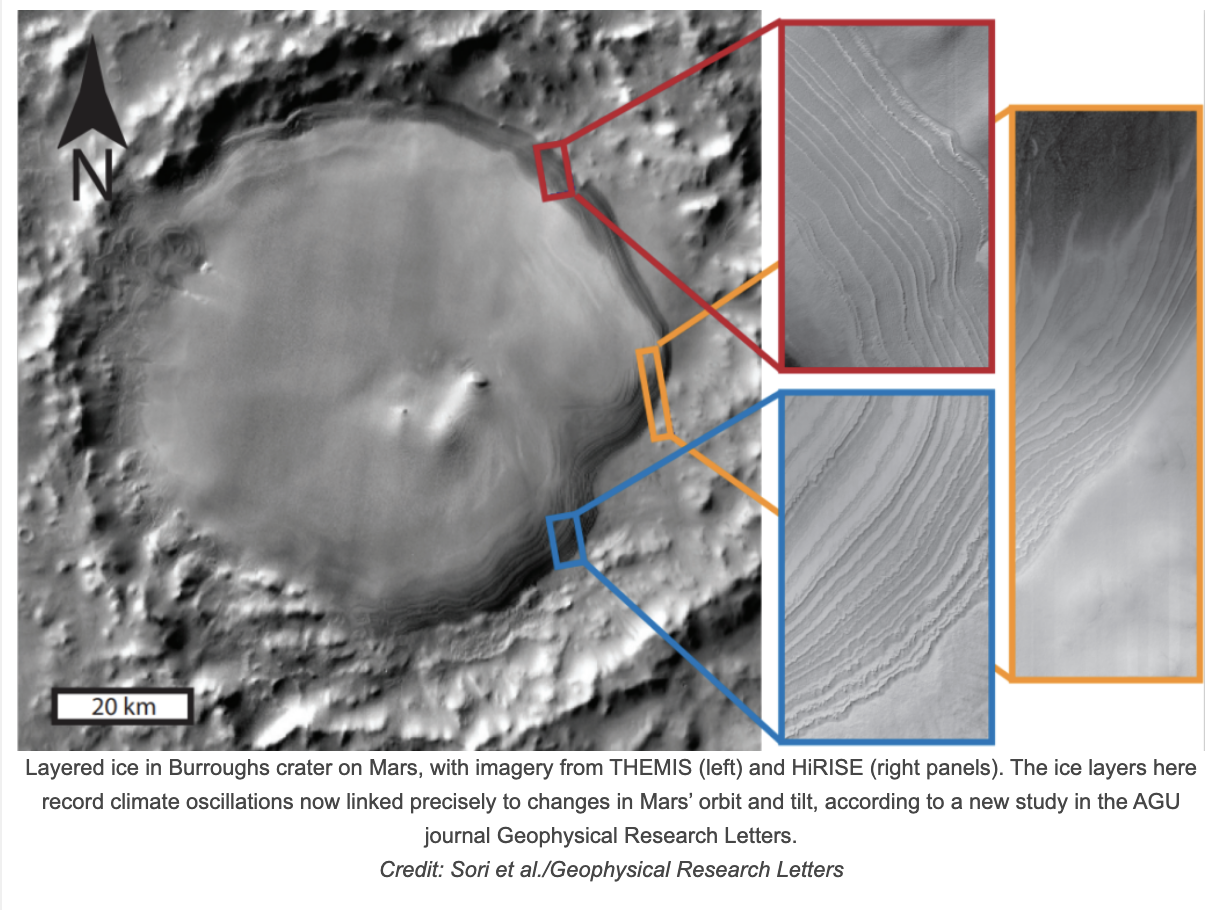 N
20 km
Layered ice in Burroughs crater on Mars, with imagery from THEMIS (left) and HiRISE (right panels). The ice layers here
record climate oscillations now linked precisely to changes in Mars’ orbit and tilt, according to a new study in the AGU
journal Geophysical Research Letters.
Credit: Sori et al./Geophysical Research Letters